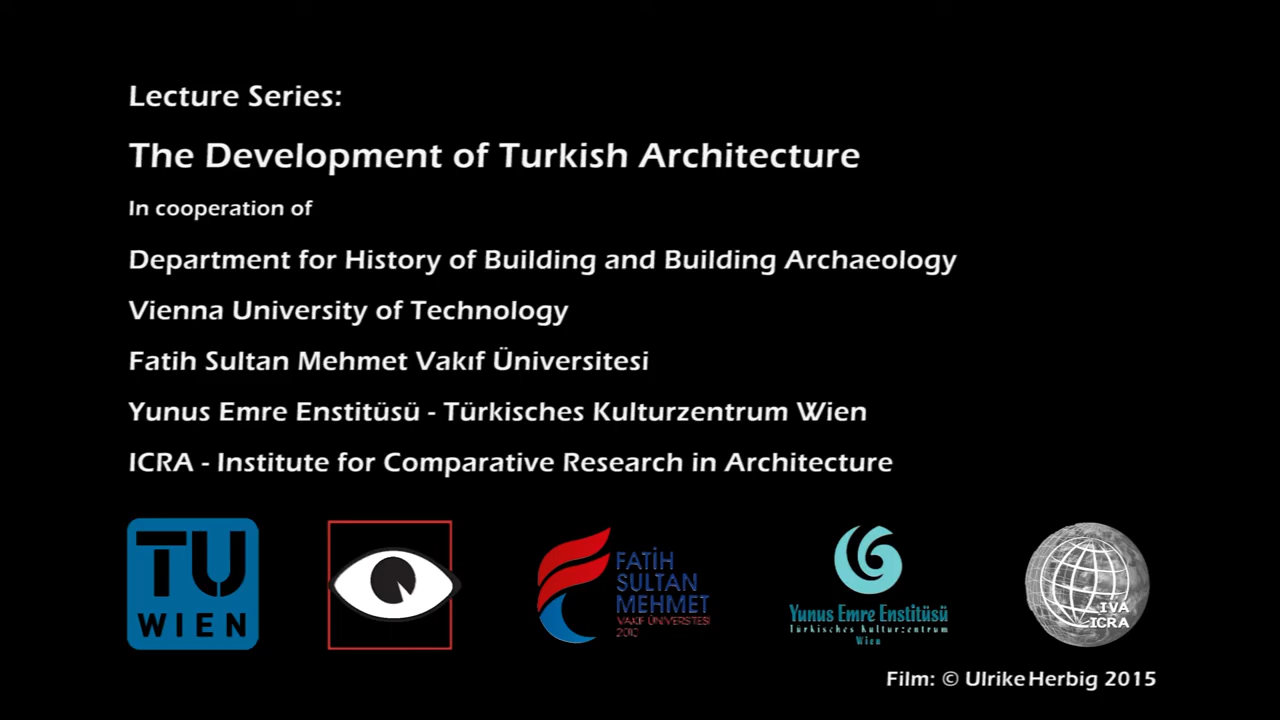 Lecture Series:
The Development of Turkish Architecture
In cooperation of
Department for History of Building and Building Archaeology
Vienna University of Technology
Fatih Sultan Mehmet Vakıf Üniversitesi
Yunus Emre Enstitüsü - Türkisches Kulturzentrum Wien
ICRA - Institute for Comparative Research in Architecture
TU
WIEN
FATİH
SULTAN
MEHMET
VAKIF ÜNİVERSİTESİ
2010
Yunus Emre Enstitüsü
Türkisches Kulturzentrum
Wien
IVA
ICRA
Film: © Ulrike Herbig 2015